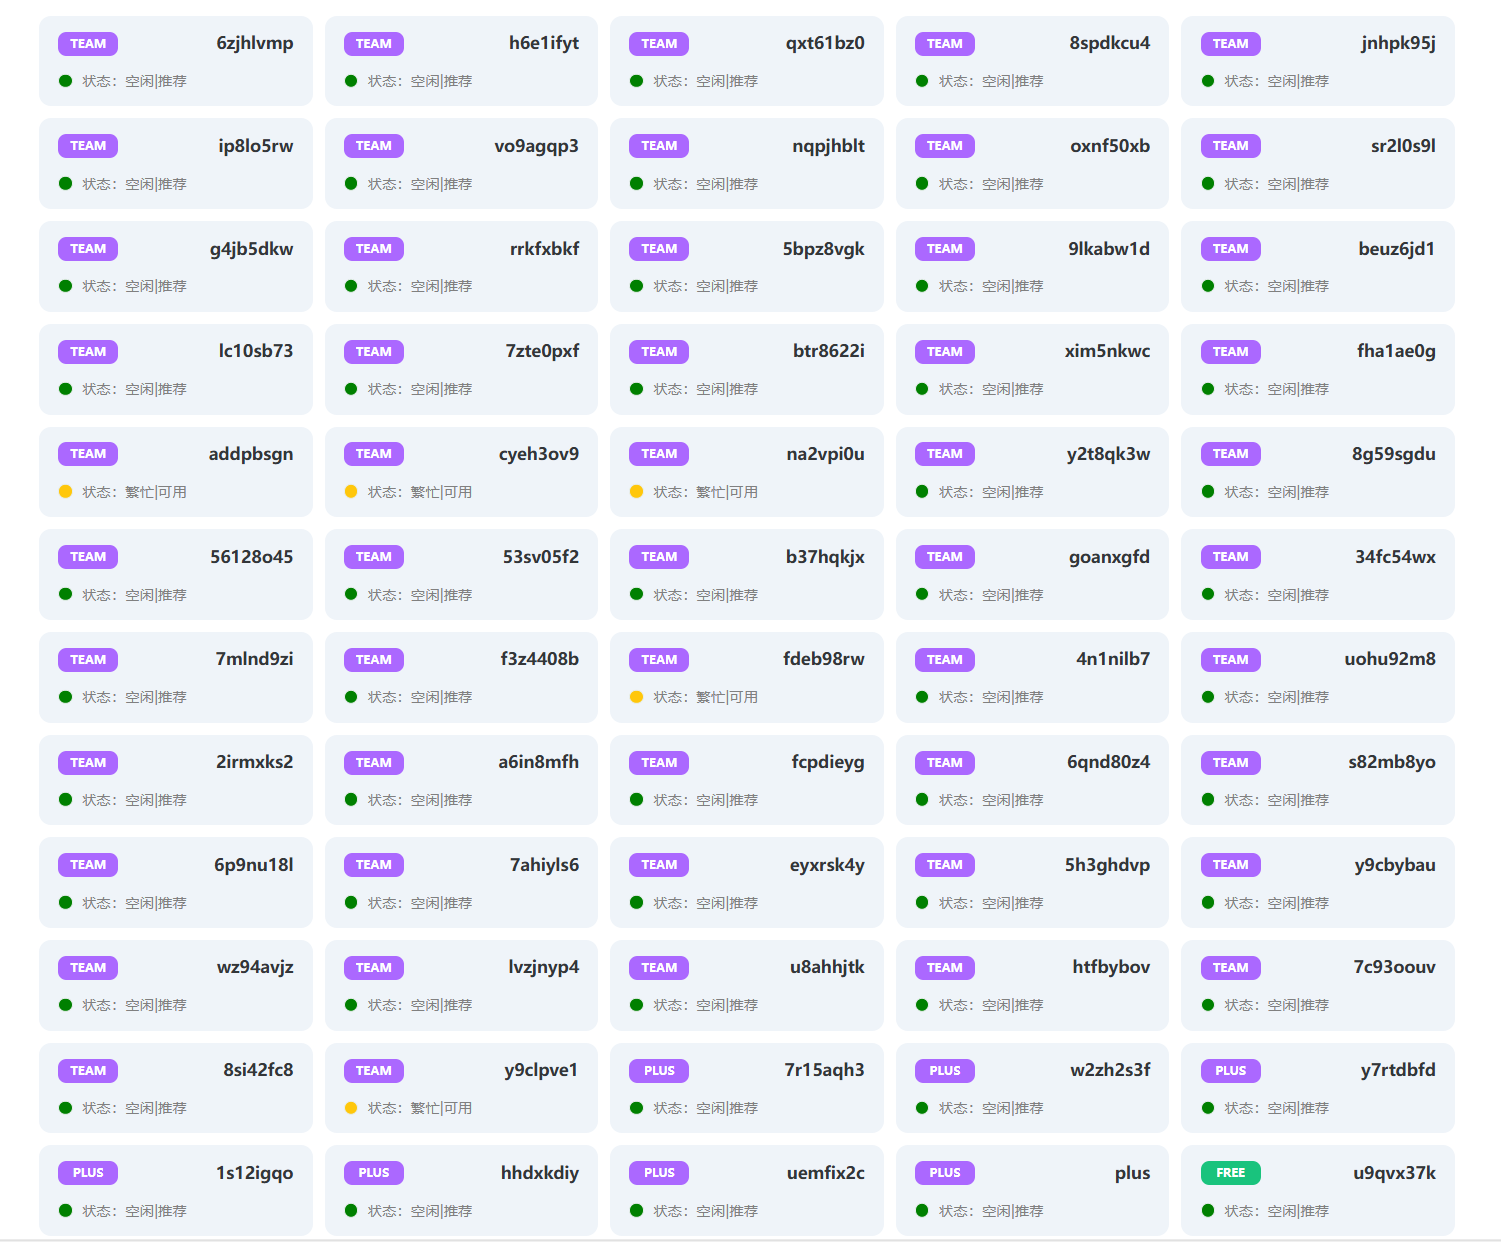 TEAM 6zjhlvmp TEAM h6e1ifyt TEAM qxt61bz0 TEAM 8spdkcu4 TEAM jnhpk95j
状态：空闲|推荐 状态：空闲|推荐 状态：空闲|推荐 状态：空闲|推荐 状态：空闲|推荐
TEAM ip8lo5rw TEAM vo9agqp3 TEAM nqpjhblt TEAM oxnf50xb TEAM sr2l0s9l
状态：空闲|推荐 状态：空闲|推荐 状态：空闲|推荐 状态：空闲|推荐 状态：空闲|推荐
TEAM g4jb5dkw TEAM rrkfxbkf TEAM 5bpz8vgk TEAM 9lkabw1d TEAM beuz6jd1
状态：空闲|推荐 状态：空闲|推荐 状态：空闲|推荐 状态：空闲|推荐 状态：空闲|推荐
TEAM lc10sb73 TEAM 7zte0pxf TEAM btr8622i TEAM xim5nkwc TEAM fha1ae0g
状态：空闲|推荐 状态：空闲|推荐 状态：空闲|推荐 状态：空闲|推荐 状态：空闲|推荐
TEAM addpbsgn TEAM cyeh3ov9 TEAM na2vpi0u TEAM y2t8qk3w TEAM 8g59sgdu
状态：繁忙|可用 状态：繁忙|可用 状态：繁忙|可用 状态：空闲|推荐 状态：空闲|推荐
TEAM 56128o45 TEAM 53sv05f2 TEAM b37hqkjx TEAM goanxgfd TEAM 34fc54wx
状态：空闲|推荐 状态：空闲|推荐 状态：空闲|推荐 状态：空闲|推荐 状态：空闲|推荐
TEAM 7mlnd9zi TEAM f3z4408b TEAM fdeb98rw TEAM 4n1nilb7 TEAM uohu92m8
状态：空闲|推荐 状态：空闲|推荐 状态：繁忙|可用 状态：空闲|推荐 状态：空闲|推荐
TEAM 2irmxks2 TEAM a6in8mfh TEAM fcpdieyg TEAM 6qnd80z4 TEAM s82mb8yo
状态：空闲|推荐 状态：空闲|推荐 状态：空闲|推荐 状态：空闲|推荐 状态：空闲|推荐
TEAM 6p9nu18l TEAM 7ahiyls6 TEAM eyxrsk4y TEAM 5h3ghdvp TEAM y9cbybau
状态：空闲|推荐 状态：空闲|推荐 状态：空闲|推荐 状态：空闲|推荐 状态：空闲|推荐
TEAM wz94avjz TEAM lvzjnyp4 TEAM u8ahhjtk TEAM htfbybov TEAM 7c93oouv
状态：空闲|推荐 状态：空闲|推荐 状态：空闲|推荐 状态：空闲|推荐 状态：空闲|推荐
TEAM 8si42fc8 TEAM y9clpve1 PLUS 7r15aqh3 PLUS w2zh2s3f PLUS y7rtdbfd
状态：空闲|推荐 状态：繁忙|可用 状态：空闲|推荐 状态：空闲|推荐 状态：空闲|推荐
PLUS 1s12igqo PLUS hhdxkdiy PLUS uemfix2c PLUS plus FREE u9qvx37k
状态：空闲|推荐 状态：空闲|推荐 状态：空闲|推荐 状态：空闲|推荐 状态：空闲|推荐